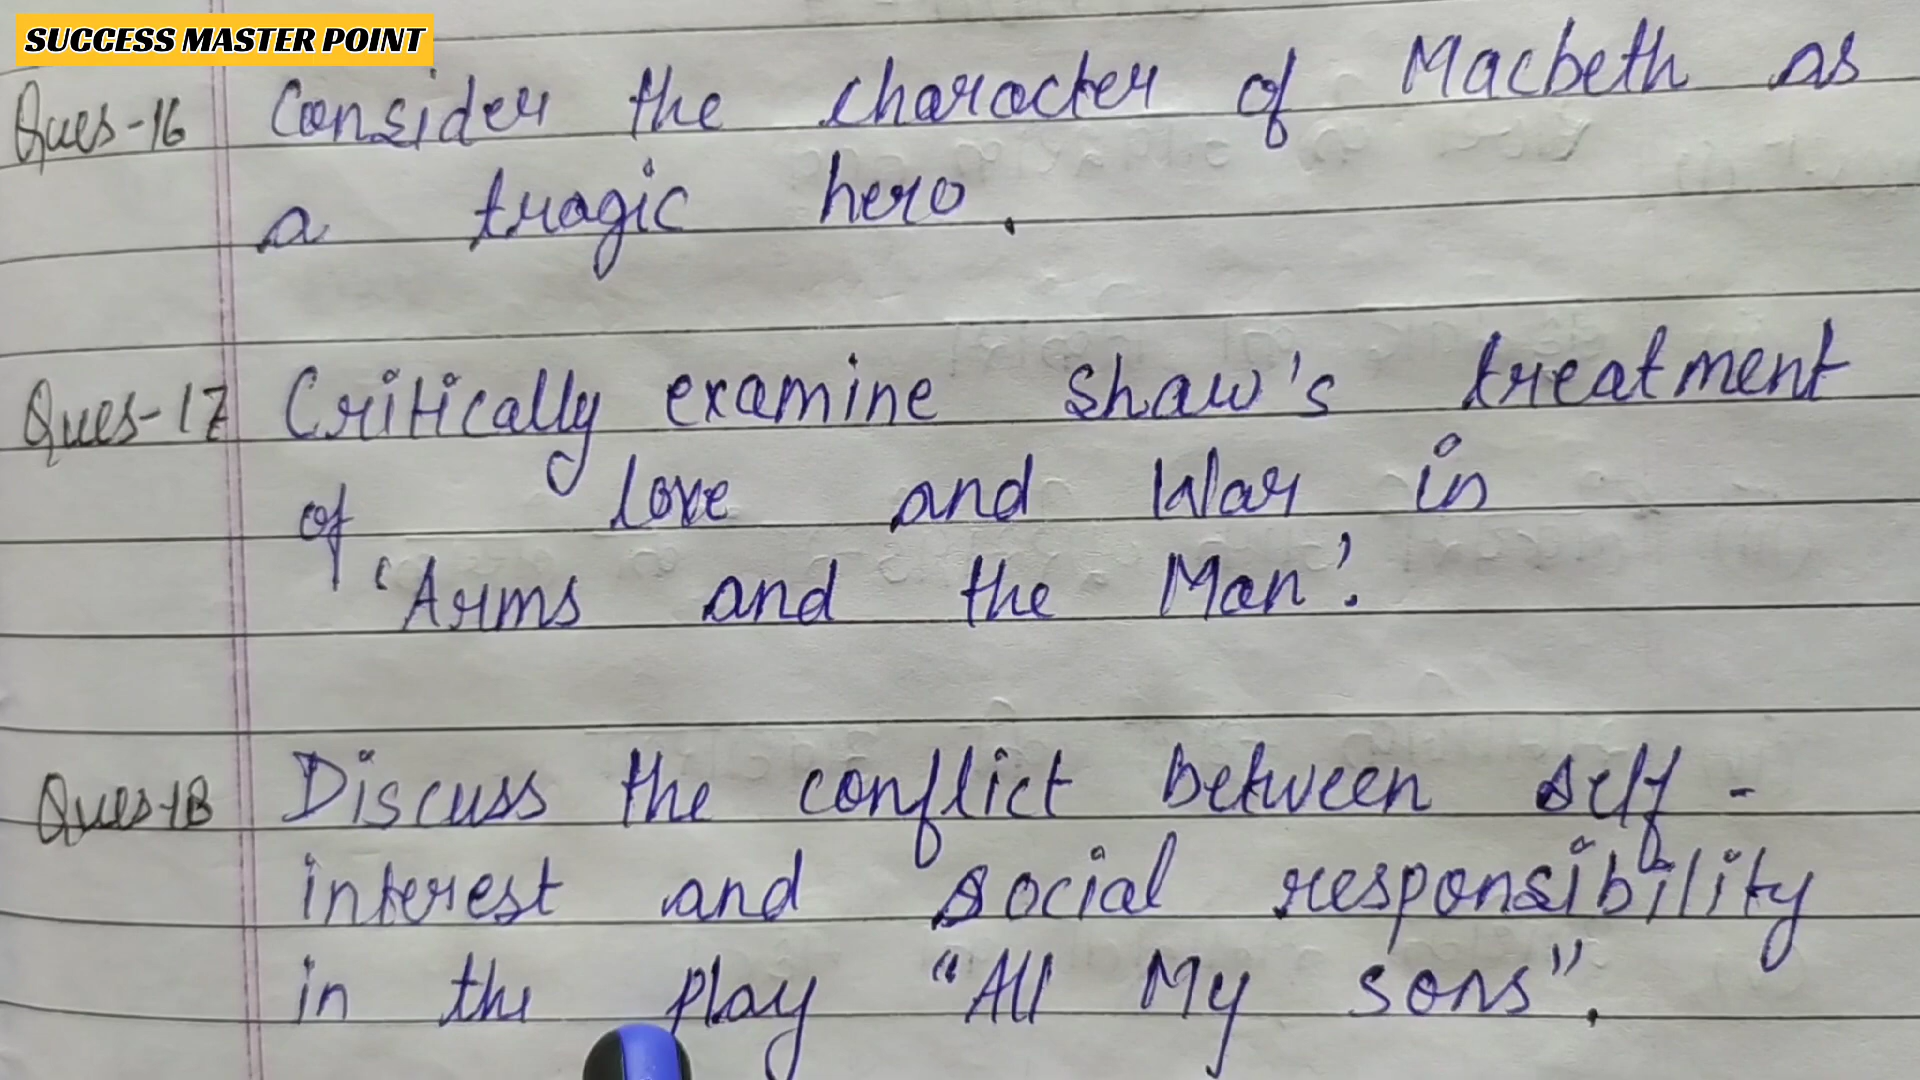 SUCCESS MASTER POINT
Ques-16 Consider the character of Macbeth as
a tragic hero.
Ques-17 Critically examine Shaw's treatment
of love and War in
'Arms and the Man'.
Ques-18 Discuss the conflict between self-
interest and social responsibility
in the play "All My sons".